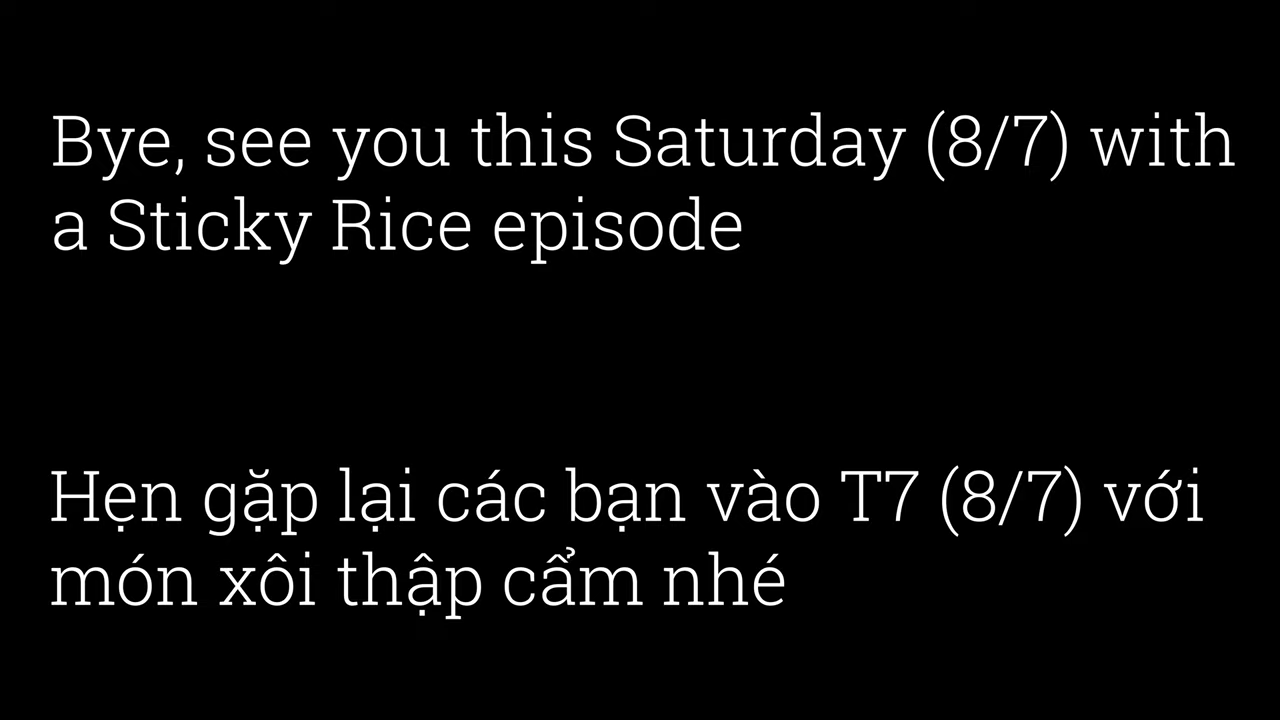 Bye, see you this Saturday (8/7) with
a Sticky Rice episode
Hẹn gặp lại các bạn vào T7 (8/7) với
món xôi thập cẩm nhé